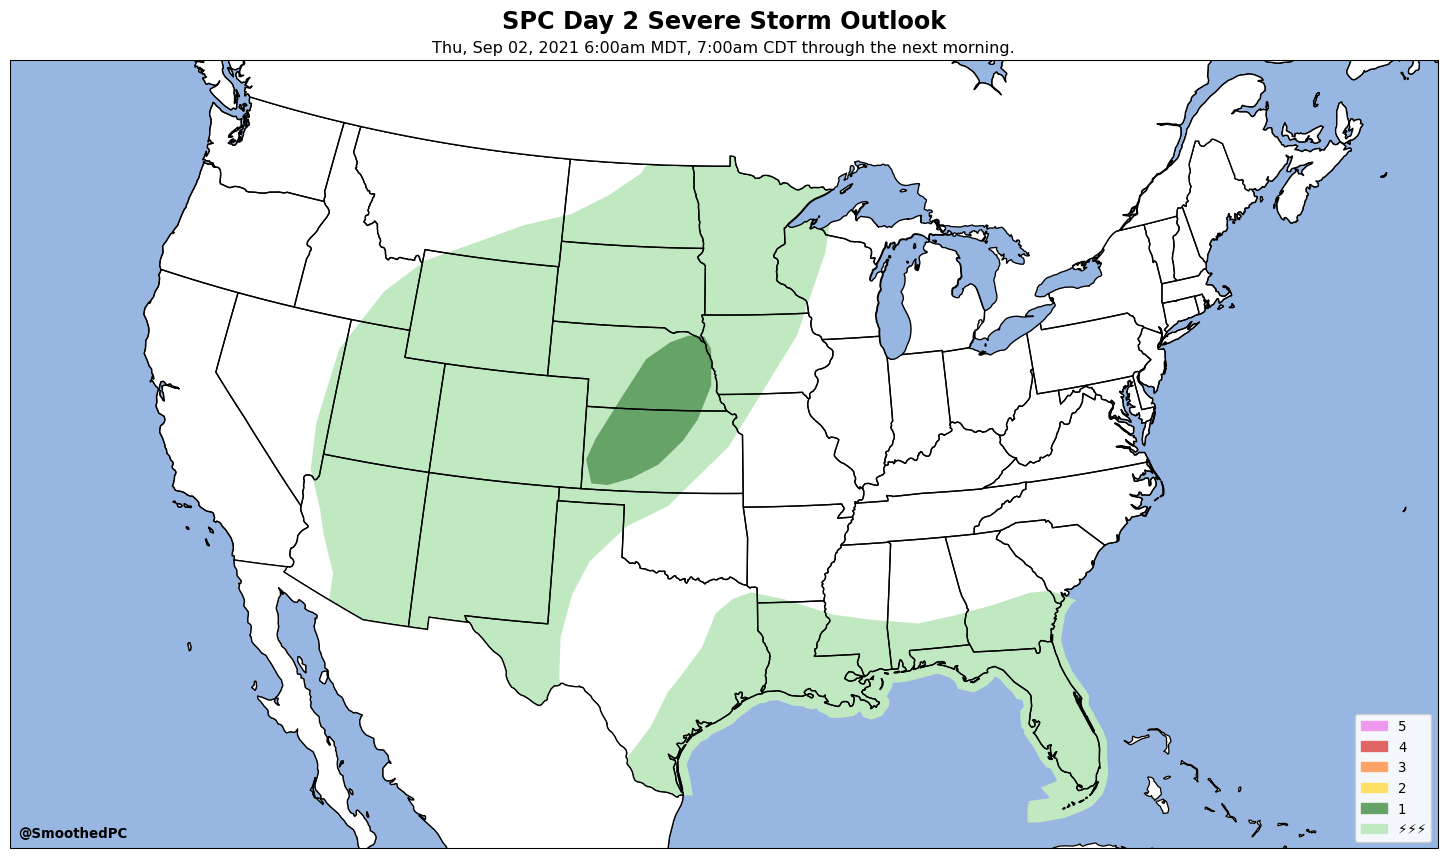 SPC Day 2 Severe Storm Outlook
Thu, Sep 02, 2021 6:00am MDT, 7:00am CDT through the next morning.
5
4
3
2
1
⚡⚡⚡
@SmoothedPC